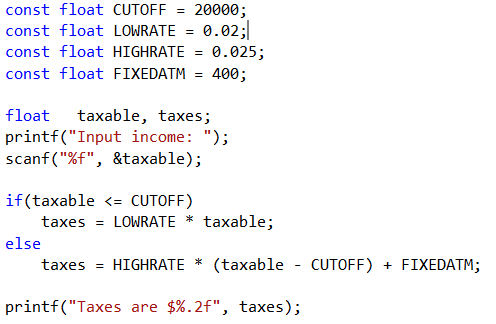 const float CUTOFF = 20000;
const float LOWRATE = 0.02;
const float HIGHRATE = 0.025;
const float FIXEDATM = 400;

float   taxable, taxes;
printf("Input income: ");
scanf("%f", &taxable);

if(taxable <= CUTOFF)
    taxes = LOWRATE * taxable;
else
    taxes = HIGHRATE * (taxable - CUTOFF) + FIXEDATM;

printf("Taxes are $%.2f", taxes);